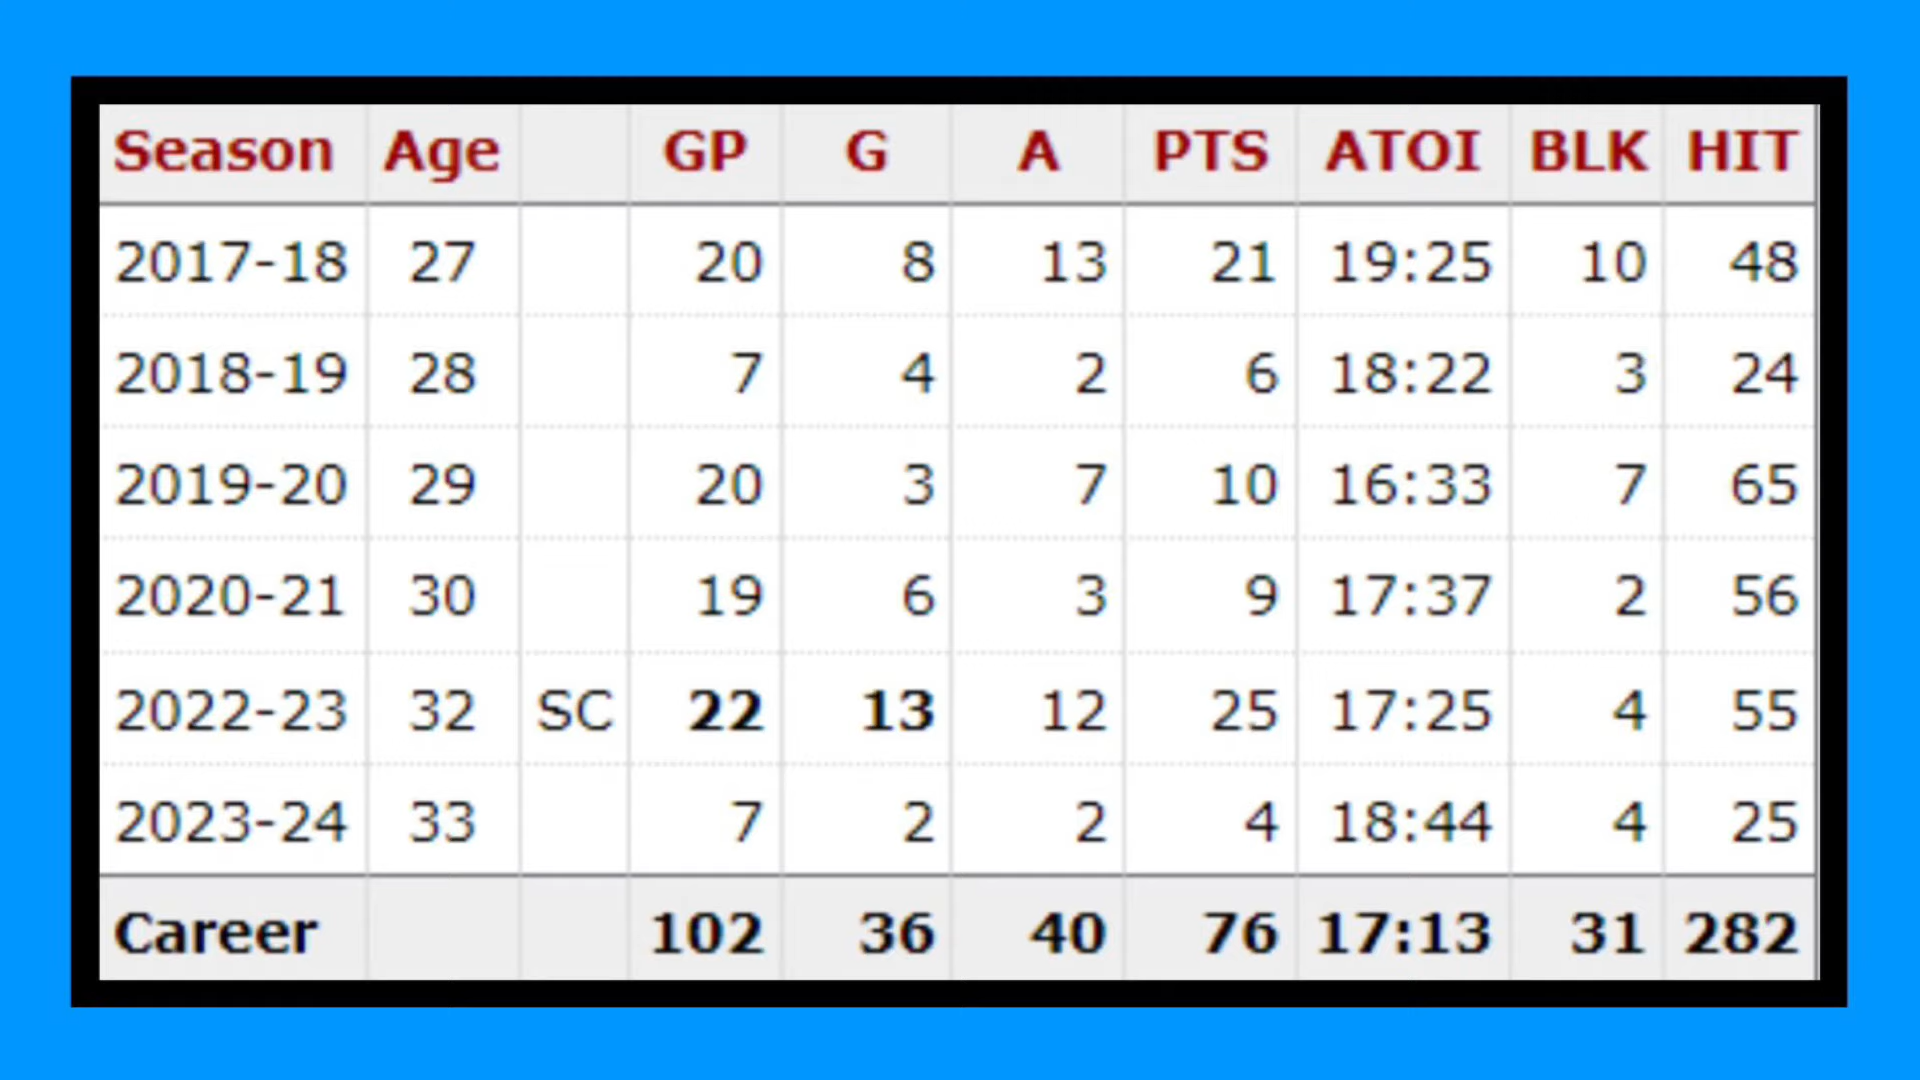 Season Age GP G A PTS ATOI BLK HIT
2017-18 27 20 8 13 21 19:25 10 48
2018-19 28 7 4 2 6 18:22 3 24
2019-20 29 20 3 7 10 16:33 7 65
2020-21 30 19 6 3 9 17:37 2 56
2022-23 32 SC 22 13 12 25 17:25 4 55
2023-24 33 7 2 2 4 18:44 4 25
Career 102 36 40 76 17:13 31 282